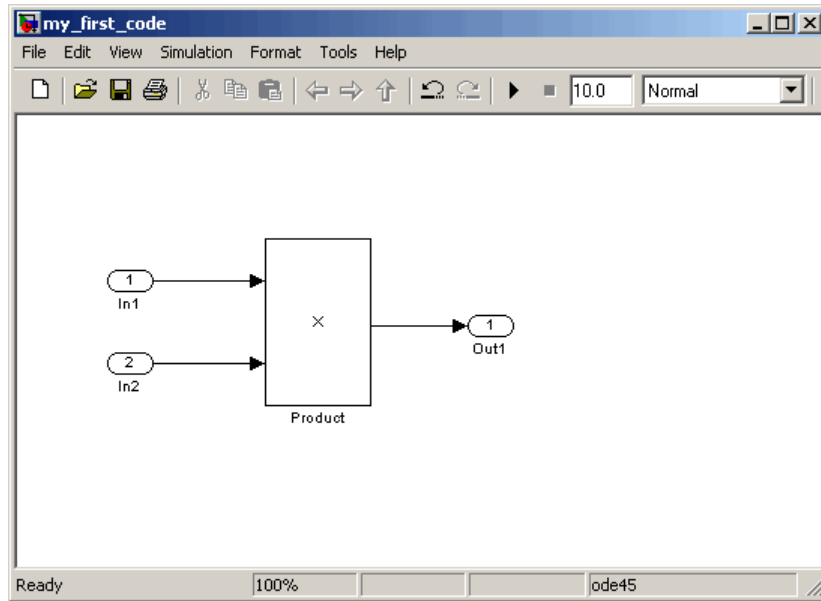 my_first_code
File Edit View Simulation Format Tools Help
10.0 Normal
1
In1
×
1
Out1
2
In2
Product
Ready 100% ode45